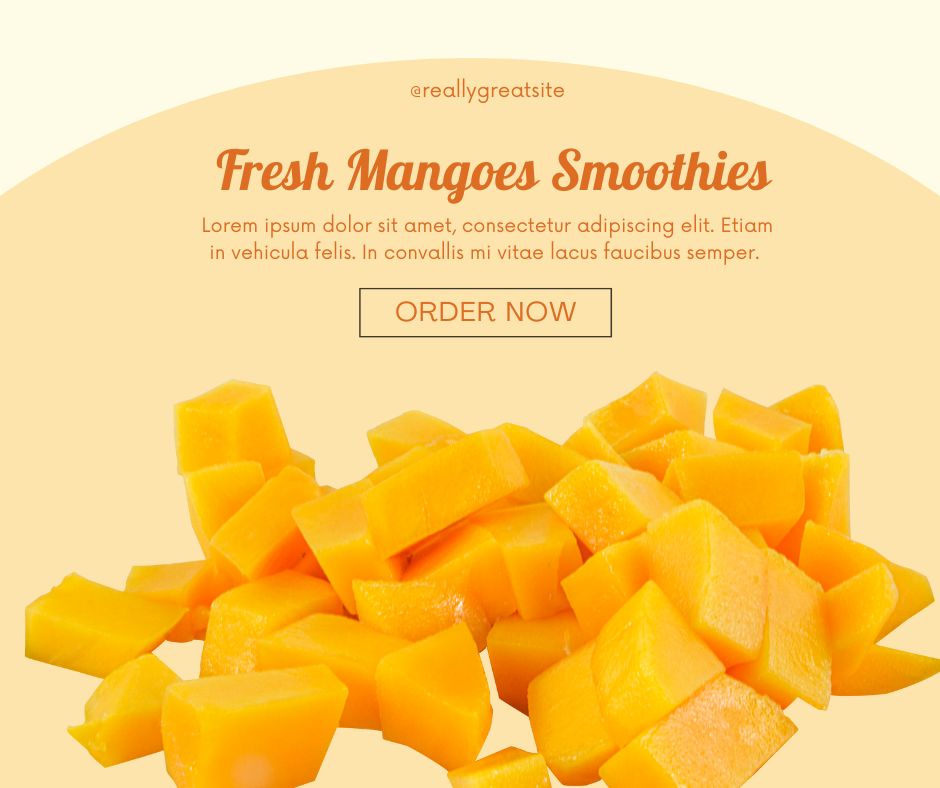 @reallygreatsite
Fresh Mangoes Smoothies
Lorem ipsum dolor sit amet, consectetur adipiscing elit. Etiam
in vehicula felis. In convallis mi vitae lacus faucibus semper.
ORDER NOW